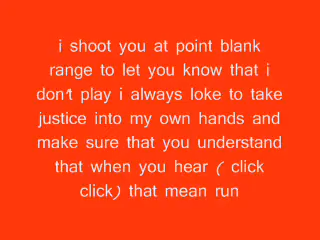 i shoot you at point blank
range to let you know that i
don't play i always loke to take
justice into my own hands and
make sure that you understand
that when you hear ( click
click) that mean run